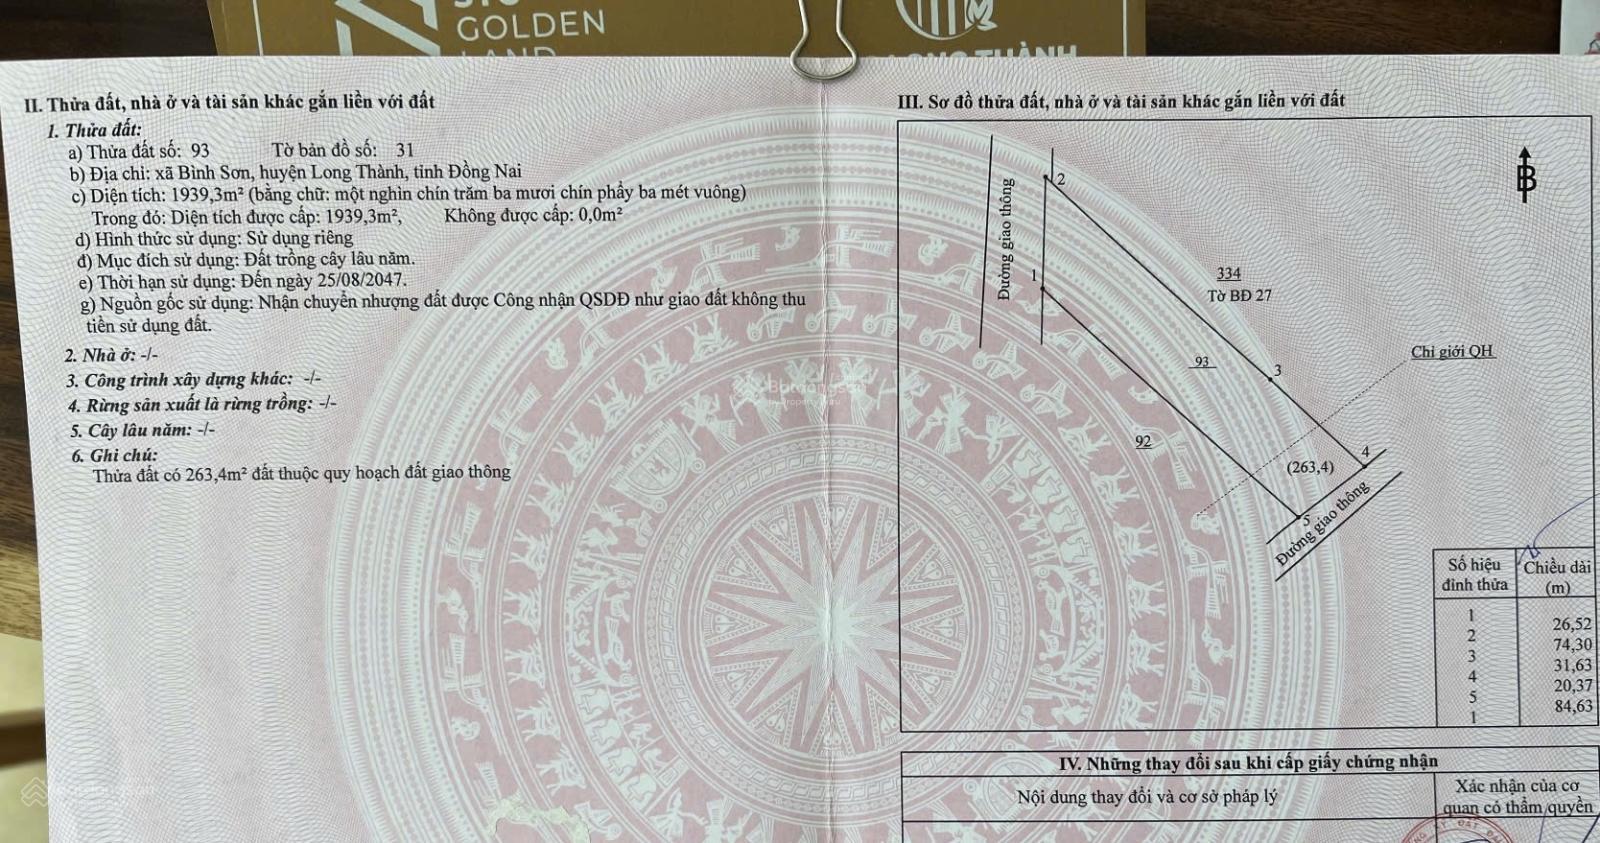 GOLDEN
LAND
LONG THÀNH
II. Thửa đất, nhà ở và tài sản khác gắn liền với đất
1. Thửa đất:
a) Thửa đất số: 93 Tờ bản đồ số: 31
b) Địa chỉ: xã Bình Sơn, huyện Long Thành, tỉnh Đồng Nai
c) Diện tích: 1939,3m² (bằng chữ: một nghìn chín trăm ba mươi chín phẩy ba mét vuông)
Trong đó: Diện tích được cấp: 1939,3m², Không được cấp: 0,0m²
d) Hình thức sử dụng: Sử dụng riêng
đ) Mục đích sử dụng: Đất trồng cây lâu năm.
e) Thời hạn sử dụng: Đến ngày 25/08/2047.
g) Nguồn gốc sử dụng: Nhận chuyển nhượng đất được Công nhận QSDĐ như giao đất không thu
tiền sử dụng đất.
2. Nhà ở: -/-
3. Công trình xây dựng khác: -/-
4. Rừng sản xuất là rừng trồng: -/-
5. Cây lâu năm: -/-
6. Ghi chú:
Thửa đất có 263,4m² đất thuộc quy hoạch đất giao thông
III. Sơ đồ thửa đất, nhà ở và tài sản khác gắn liền với đất
B
2
Đường giao thông
1
334
Tờ BĐ 27
Chỉ giới QH
93
3
92
4
(263,4)
5
Đường giao thông
Số hiệu đỉnh thửa
Chiều dài (m)
1
26,52
2
74,30
3
31,63
4
20,37
5
84,63
1
IV. Những thay đổi sau khi cấp giấy chứng nhận
Nội dung thay đổi và cơ sở pháp lý
Xác nhận của cơ
quan có thẩm quyền
Batdongsan
by PropertyGuru